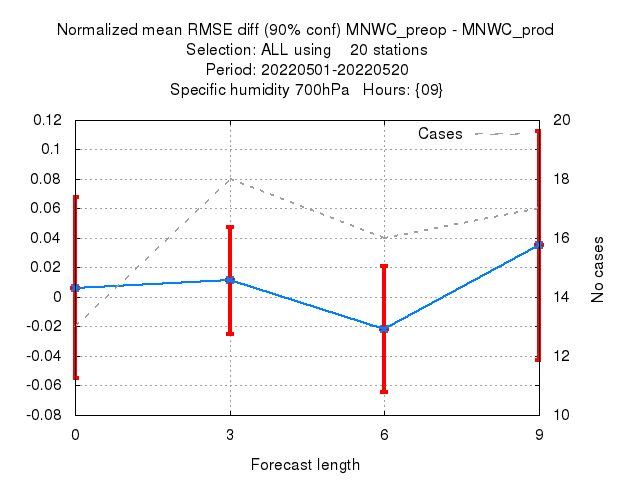 Normalized mean RMSE diff (90% conf) MNWC_preop - MNWC_prod
Selection: ALL using    20 stations
Period: 20220501-20220520
Specific humidity 700hPa   Hours: {09}
0.12
0.1
0.08
0.06
0.04
0.02
0
-0.02
-0.04
-0.06
-0.08
Cases
20
18
16
14
12
10
No cases
0 3 6 9
Forecast length